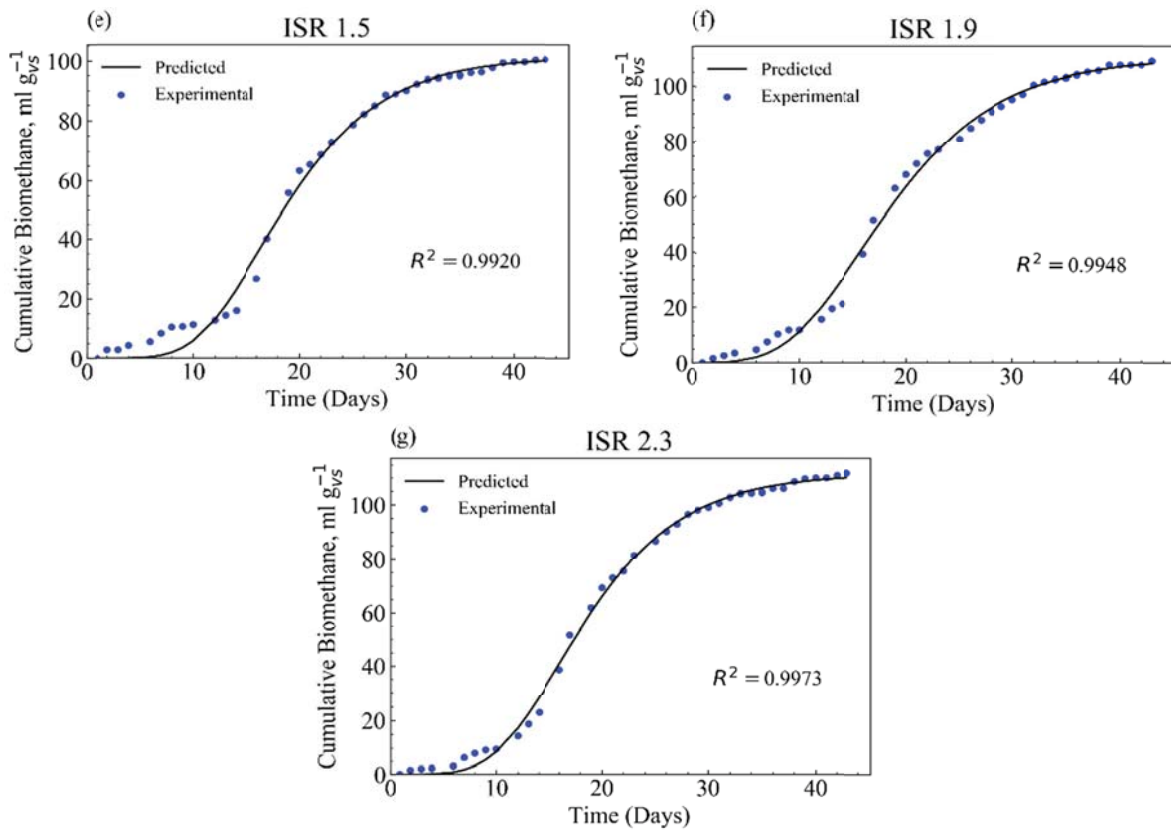 (e)
ISR 1.5
Cumulative Biomethane, ml g_vs^-1
100
80
60
40
20
0
Predicted
Experimental
R² = 0.9920
0 10 20 30 40
Time (Days)
(f)
ISR 1.9
Cumulative Biomethane, ml g_vs^-1
100
80
60
40
20
0
Predicted
Experimental
R² = 0.9948
0 10 20 30 40
Time (Days)
(g)
ISR 2.3
Cumulative Biomethane, ml g_vs^-1
100
80
60
40
20
0
Predicted
Experimental
R² = 0.9973
0 10 20 30 40
Time (Days)